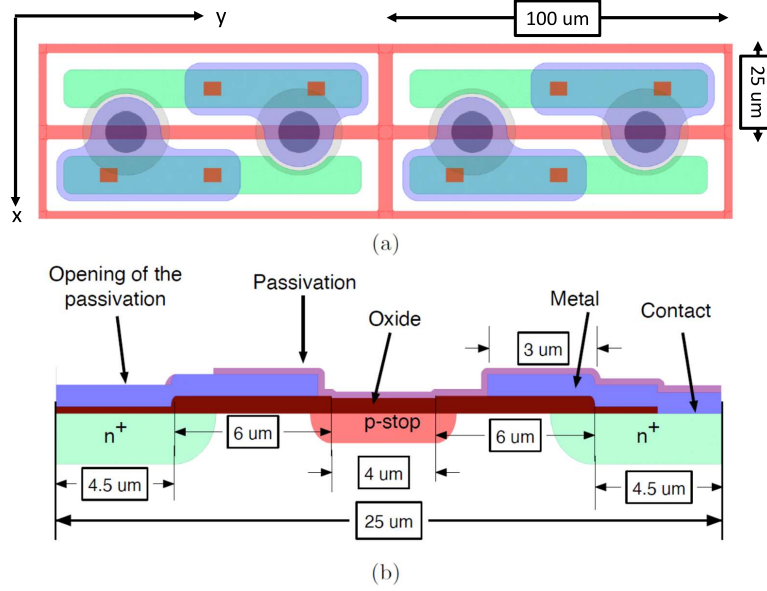 y
100 um
25 um
x
(a)
Opening of the
passivation
Passivation
Oxide
Metal
Contact
3 um
n+
6 um
p-stop
6 um
n+
4.5 um
4 um
4.5 um
25 um
(b)